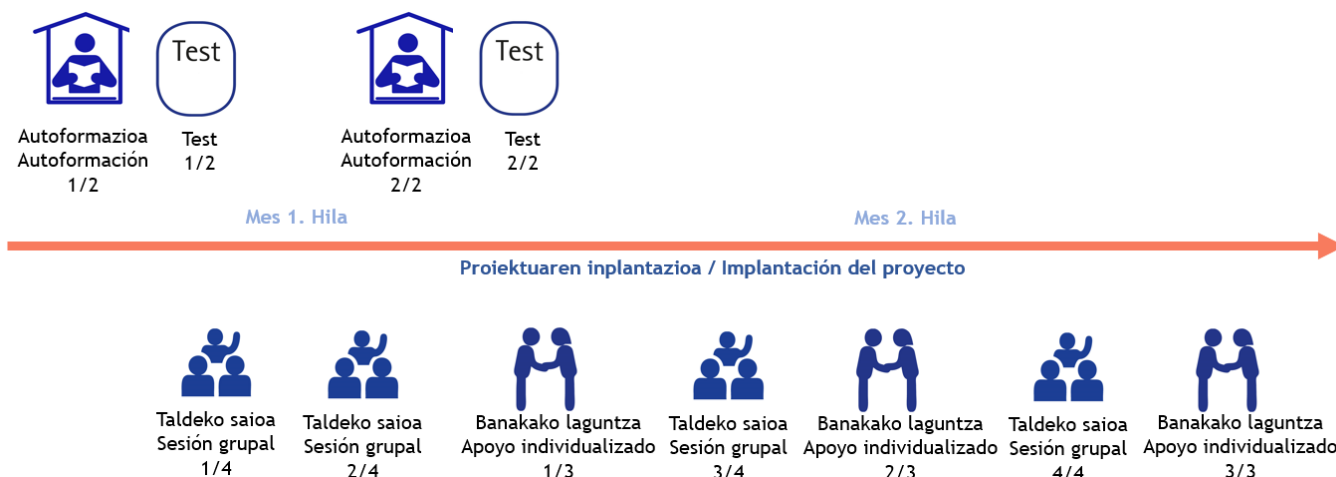 Test
Test
Autoformazioa
Autoformación
1/2
Test
1/2
Autoformazioa
Autoformación
2/2
Test
2/2
Mes 1. Hila
Mes 2. Hila
Proiektuaren inplantazioa / Implantación del proyecto
Taldeko saioa
Sesión grupal
1/4
Taldeko saioa
Sesión grupal
2/4
Banakako laguntza
Apoyo individualizado
1/3
Taldeko saioa
Sesión grupal
3/4
Banakako laguntza
Apoyo individualizado
2/3
Taldeko saioa
Sesión grupal
4/4
Banakako laguntza
Apoyo individualizado
3/3